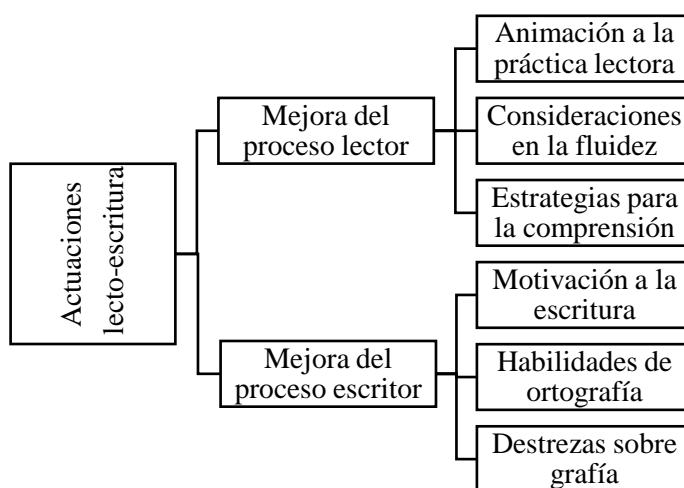 Actuaciones
lecto-escritura
Mejora del
proceso lector
Animación a la
práctica lectora
Consideraciones
en la fluidez
Estrategias para
la comprensión
Mejora del
proceso escritor
Motivación a la
escritura
Habilidades de
ortografía
Destrezas sobre
grafía